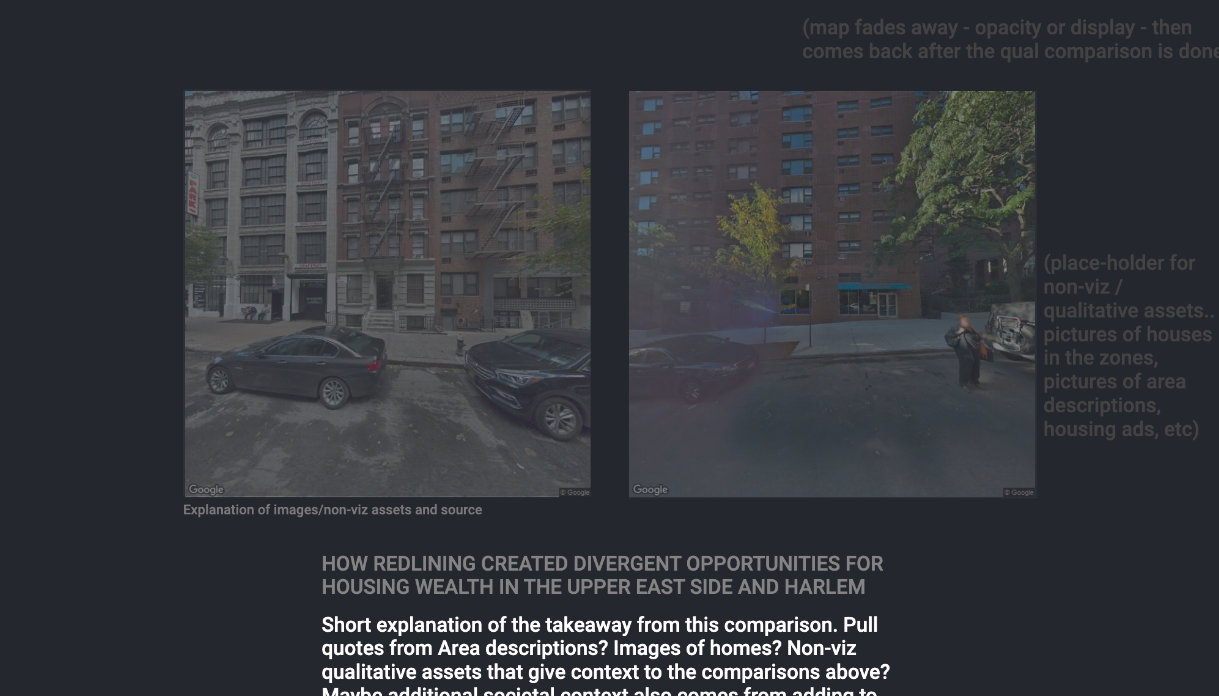 (map fades away - opacity or display - then
comes back after the qual comparison is done
(place-holder for
non-viz /
qualitative assets..
pictures of houses
in the zones,
pictures of area
descriptions,
housing ads, etc)
Google
© Google
Google
© Google
Explanation of images/non-viz assets and source
HOW REDLINING CREATED DIVERGENT OPPORTUNITIES FOR
HOUSING WEALTH IN THE UPPER EAST SIDE AND HARLEM
Short explanation of the takeaway from this comparison. Pull
quotes from Area descriptions? Images of homes? Non-viz
qualitative assets that give context to the comparisons above?
Maybe additional societal context also comes from adding to